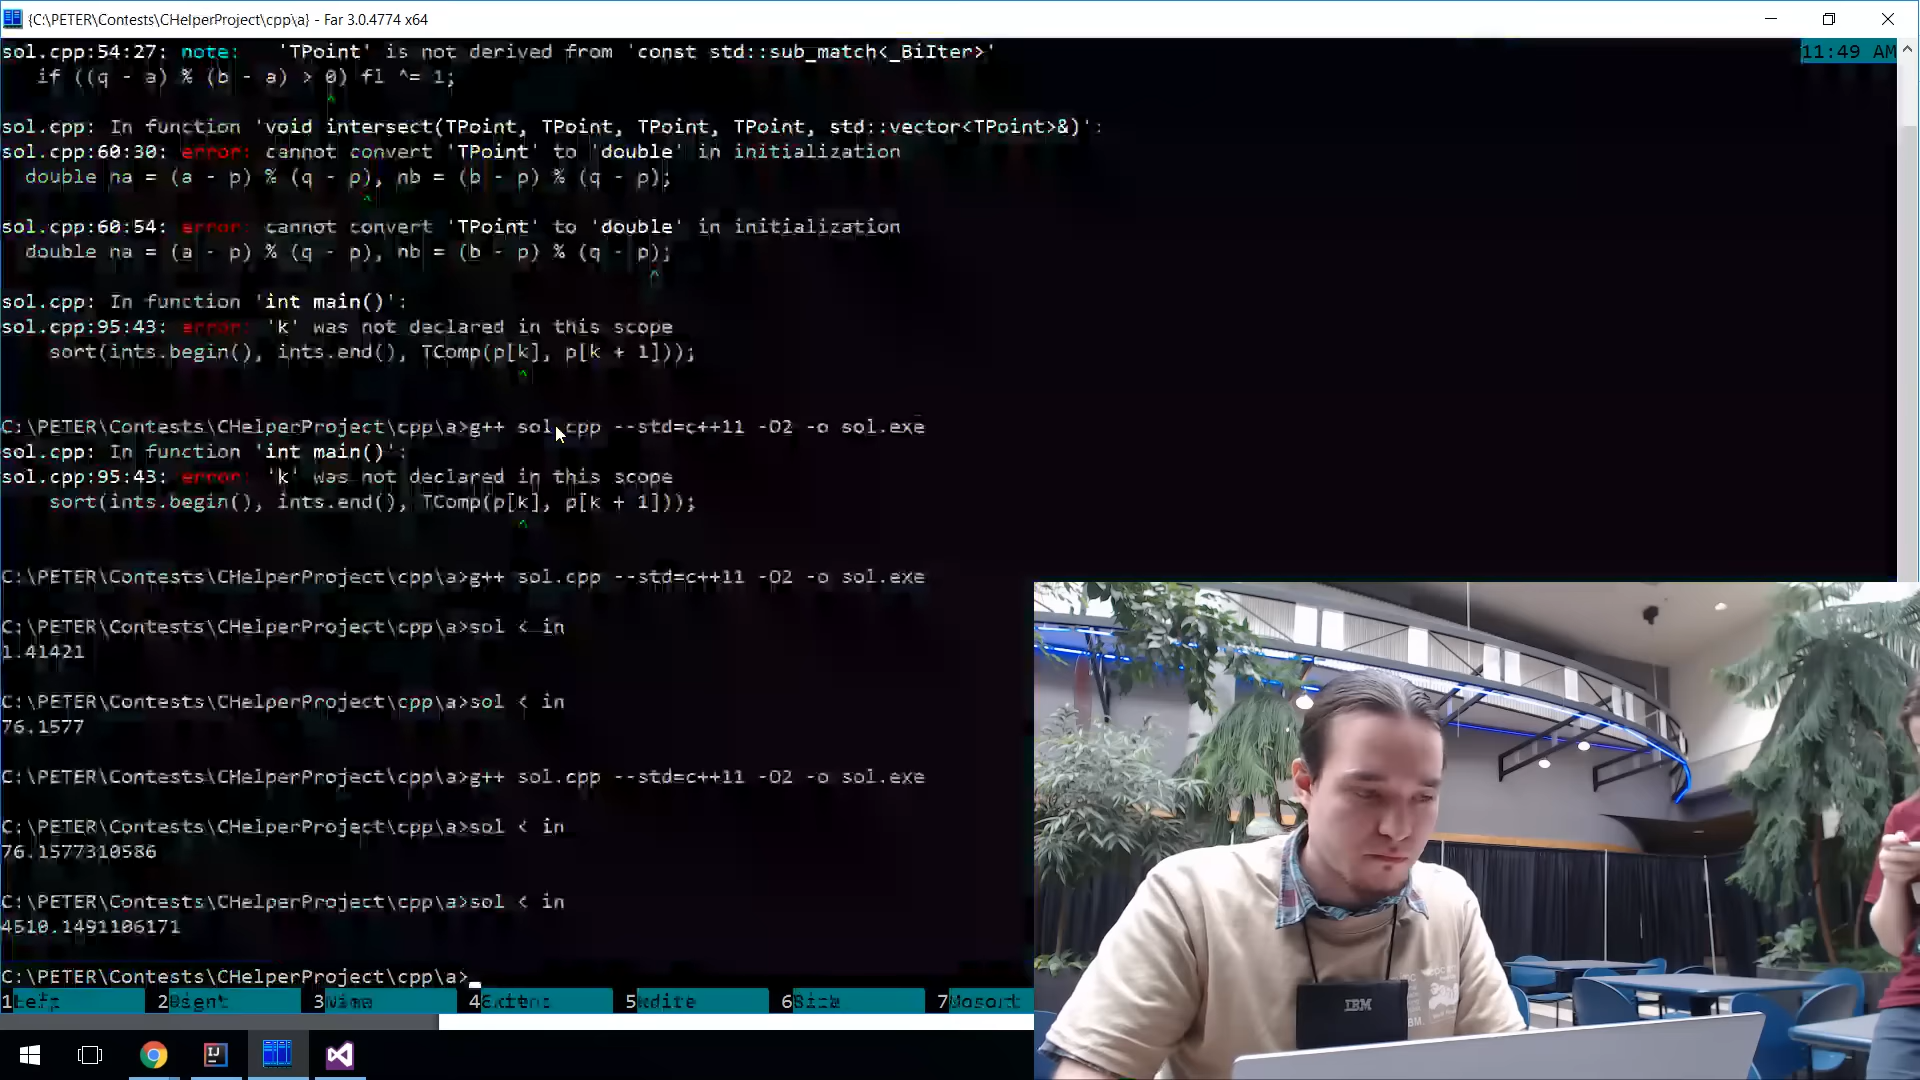 {C:\PETER\Contests\CHelperProject\cpp\a} - Far 3.0.4774 x64
sol.cpp:54:27: note:   'TPoint' is not derived from 'const std::sub_match<_BiIter>'
11:49 AM
if ((q - a) % (b - a) > 0) fl ^= 1;
^
sol.cpp: In function 'void intersect(TPoint, TPoint, TPoint, TPoint, std::vector<TPoint>&)':
sol.cpp:60:30: error: cannot convert 'TPoint' to 'double' in initialization
double na = (a - p) % (q - p), nb = (b - p) % (q - p);
^
sol.cpp:60:54: error: cannot convert 'TPoint' to 'double' in initialization
double na = (a - p) % (q - p), nb = (b - p) % (q - p);
^
sol.cpp: In function 'int main()':
sol.cpp:95:43: error: 'k' was not declared in this scope
sort(ints.begin(), ints.end(), TComp(p[k], p[k + 1]));
^
C:\PETER\Contests\CHelperProject\cpp\a>g++ sol.cpp --std=c++11 -O2 -o sol.exe
sol.cpp: In function 'int main()':
sol.cpp:95:43: error: 'k' was not declared in this scope
sort(ints.begin(), ints.end(), TComp(p[k], p[k + 1]));
^
C:\PETER\Contests\CHelperProject\cpp\a>g++ sol.cpp --std=c++11 -O2 -o sol.exe
C:\PETER\Contests\CHelperProject\cpp\a>sol < in
1.41421
C:\PETER\Contests\CHelperProject\cpp\a>sol < in
76.1577
C:\PETER\Contests\CHelperProject\cpp\a>g++ sol.cpp --std=c++11 -O2 -o sol.exe
C:\PETER\Contests\CHelperProject\cpp\a>sol < in
76.1577310586
C:\PETER\Contests\CHelperProject\cpp\a>sol < in
4510.1491106171
C:\PETER\Contests\CHelperProject\cpp\a>
1 2 3 4 5 6 7
IBM
IJ